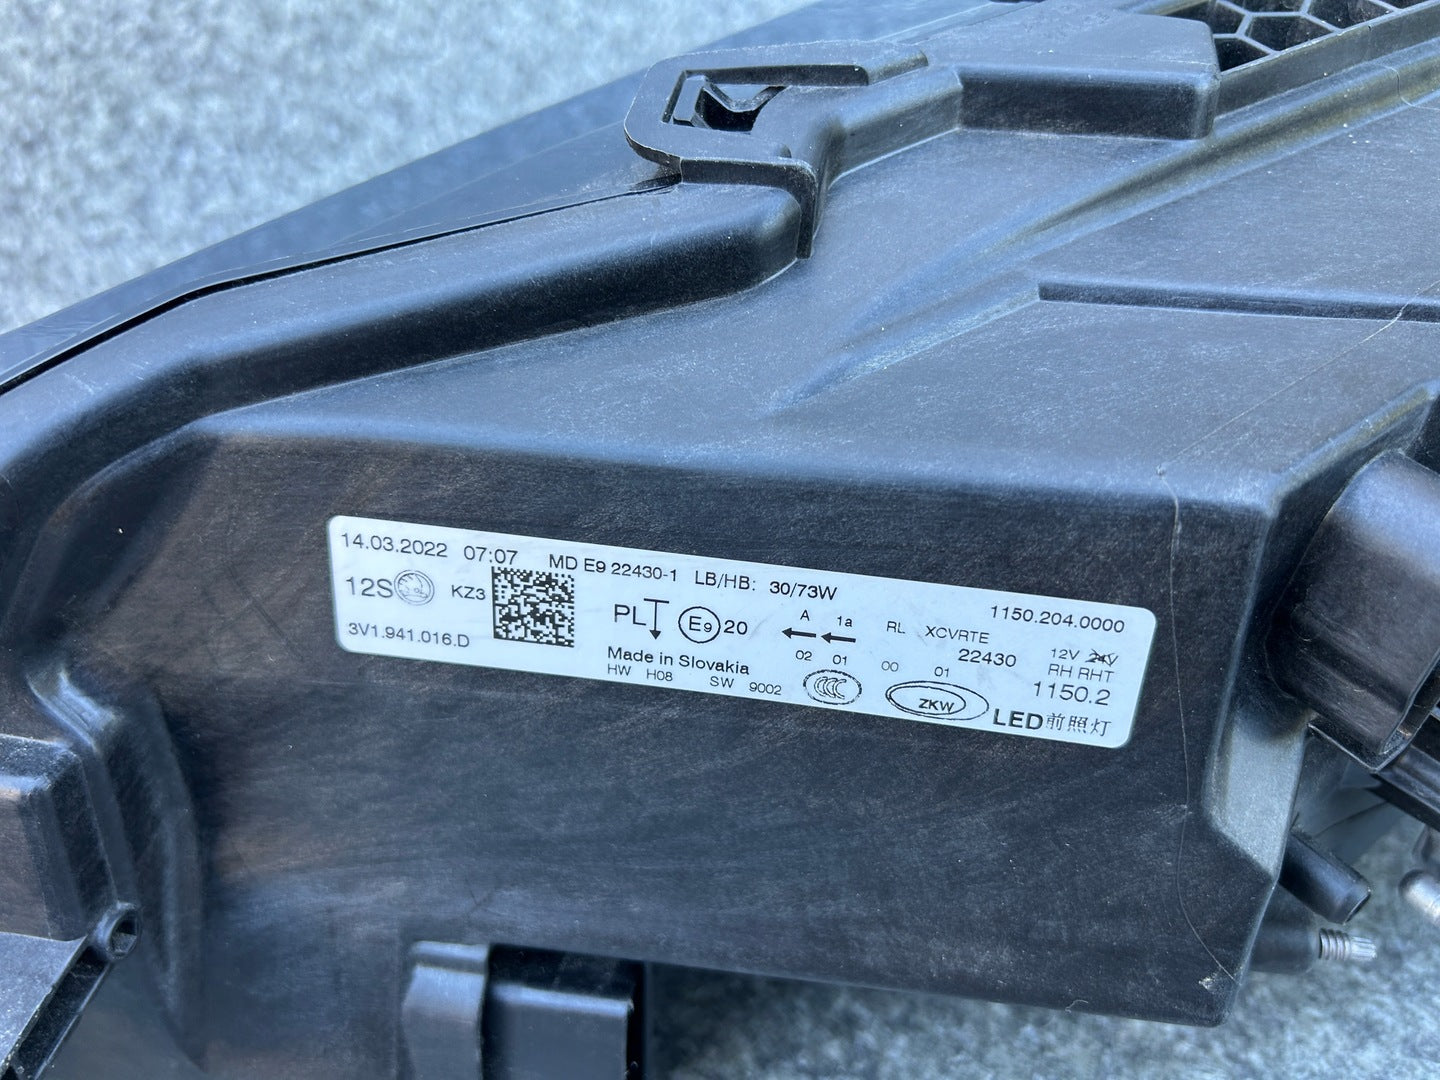 14.03.2022 07:07 MD E9 22430-1 LB/HB: 30/73W 1150.204.0000
12S KZ3 PL E9 20 A 1a RL XCVRTE 12V 24V
3V1.941.016.D 02 01 00 01 22430 RH RHT
Made in Slovakia 1150.2
HW H08 SW 9002 CCC ZKW LED前照灯